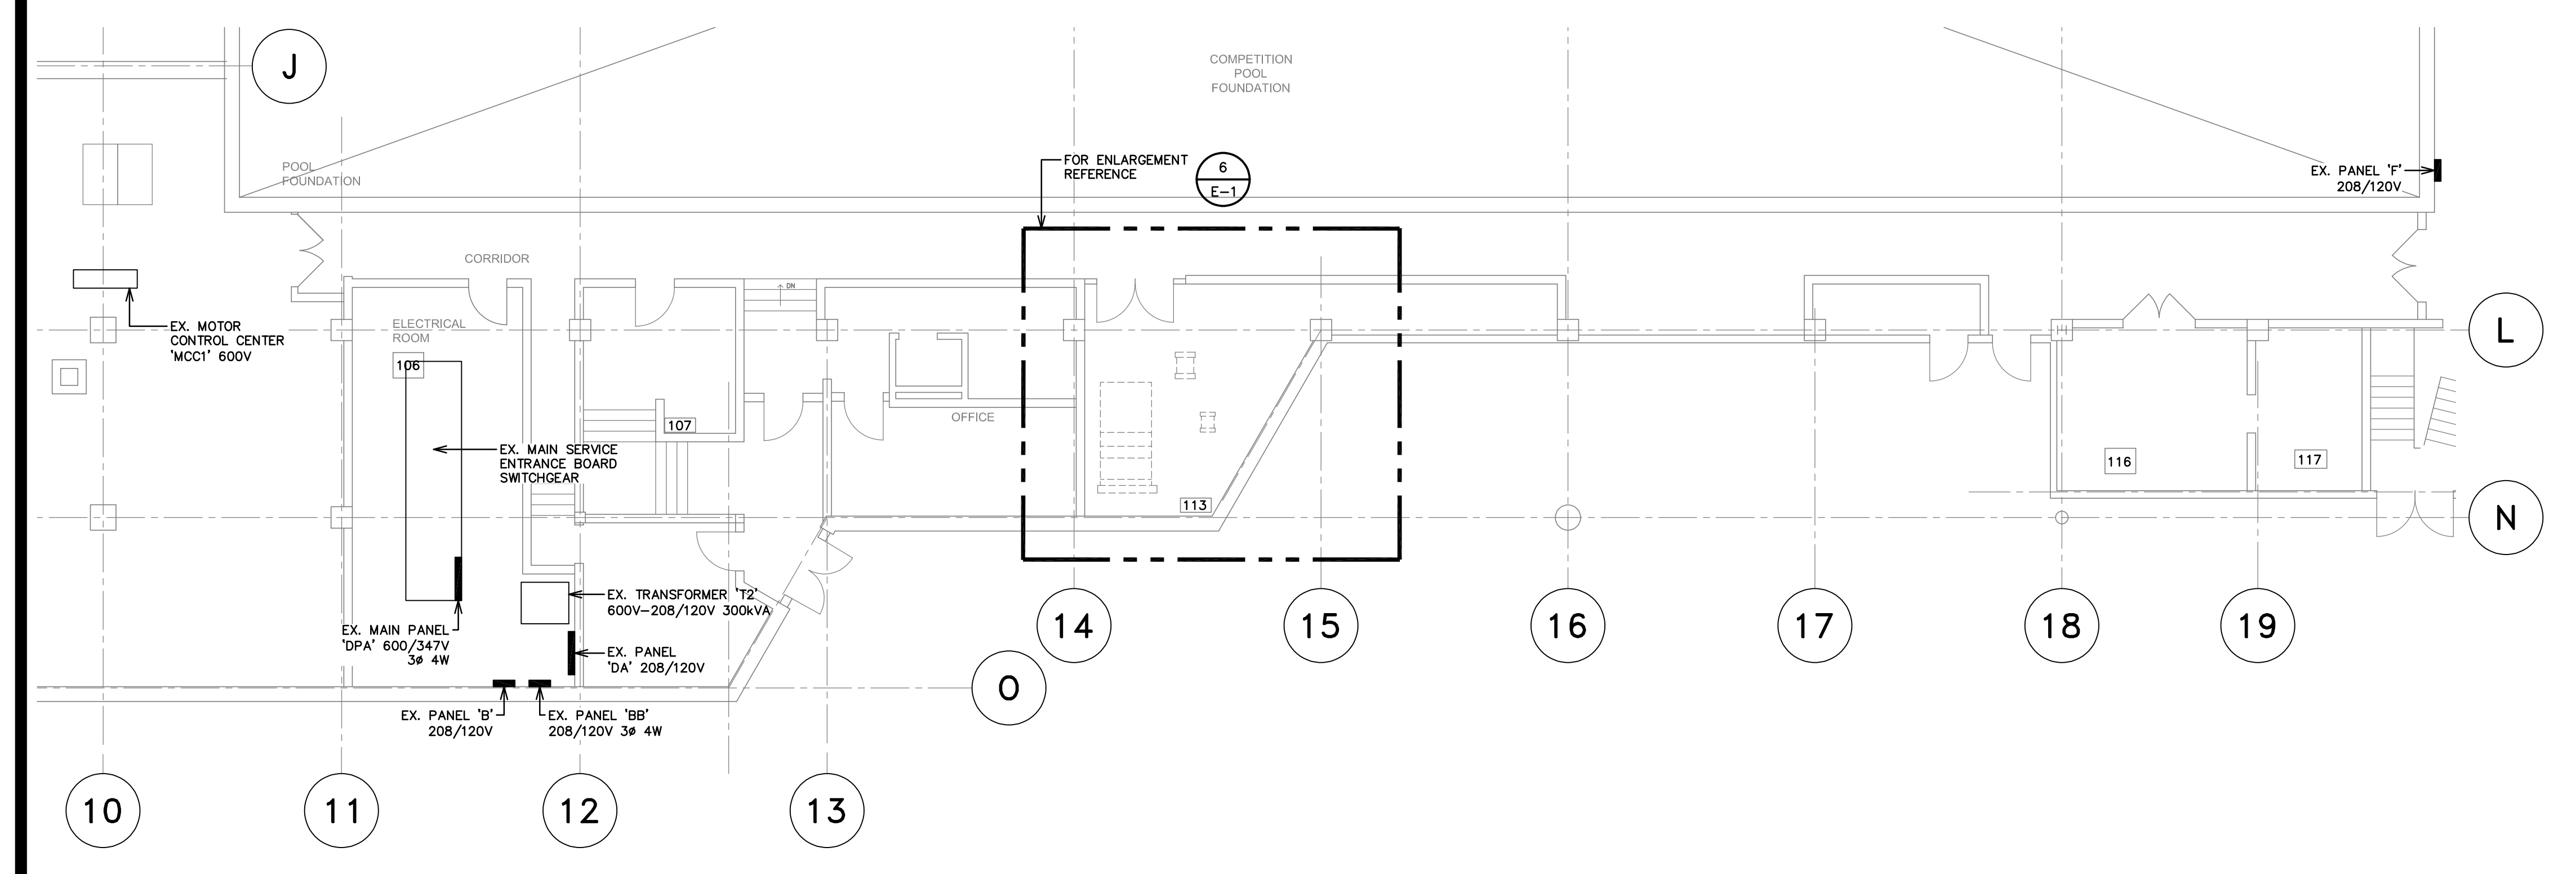 J
COMPETITION
POOL
FOUNDATION
POOL
FOUNDATION
FOR ENLARGEMENT
REFERENCE
6
E-1
EX. PANEL 'F'
208/120V
CORRIDOR
DN
ELECTRICAL
ROOM
106
EX. MOTOR
CONTROL CENTER
'MCC1' 600V
L
107
OFFICE
EX. MAIN SERVICE
ENTRANCE BOARD
SWITCHGEAR
113
116
117
N
EX. TRANSFORMER 'T2'
600V-208/120V 300kVA
EX. MAIN PANEL
'DPA' 600/347V
3ø 4W
EX. PANEL
'DA' 208/120V
14
15
16
17
18
19
O
EX. PANEL 'B'
208/120V
EX. PANEL 'BB'
208/120V 3ø 4W
10
11
12
13